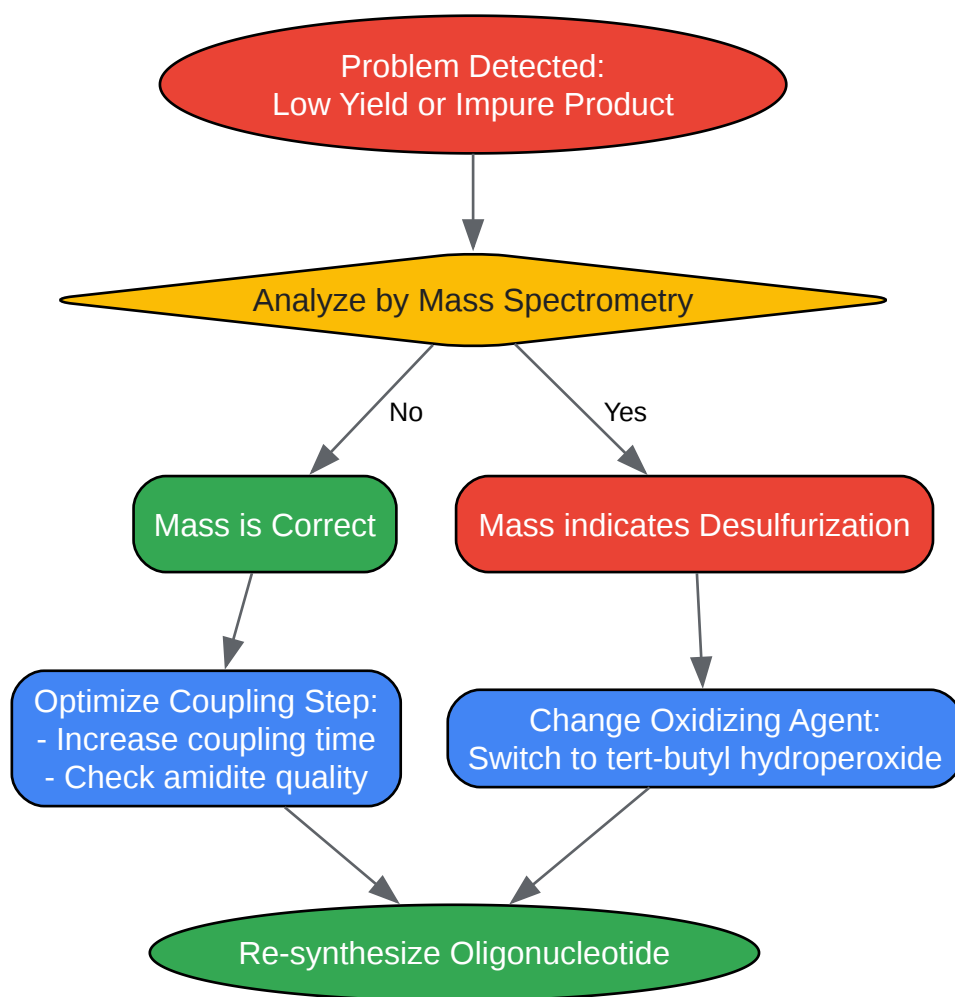 Problem Detected:
Low Yield or Impure Product
Analyze by Mass Spectrometry
No
Yes
Mass is Correct
Mass indicates Desulfurization
Optimize Coupling Step:
- Increase coupling time
- Check amidite quality
Change Oxidizing Agent:
Switch to tert-butyl hydroperoxide
Re-synthesize Oligonucleotide